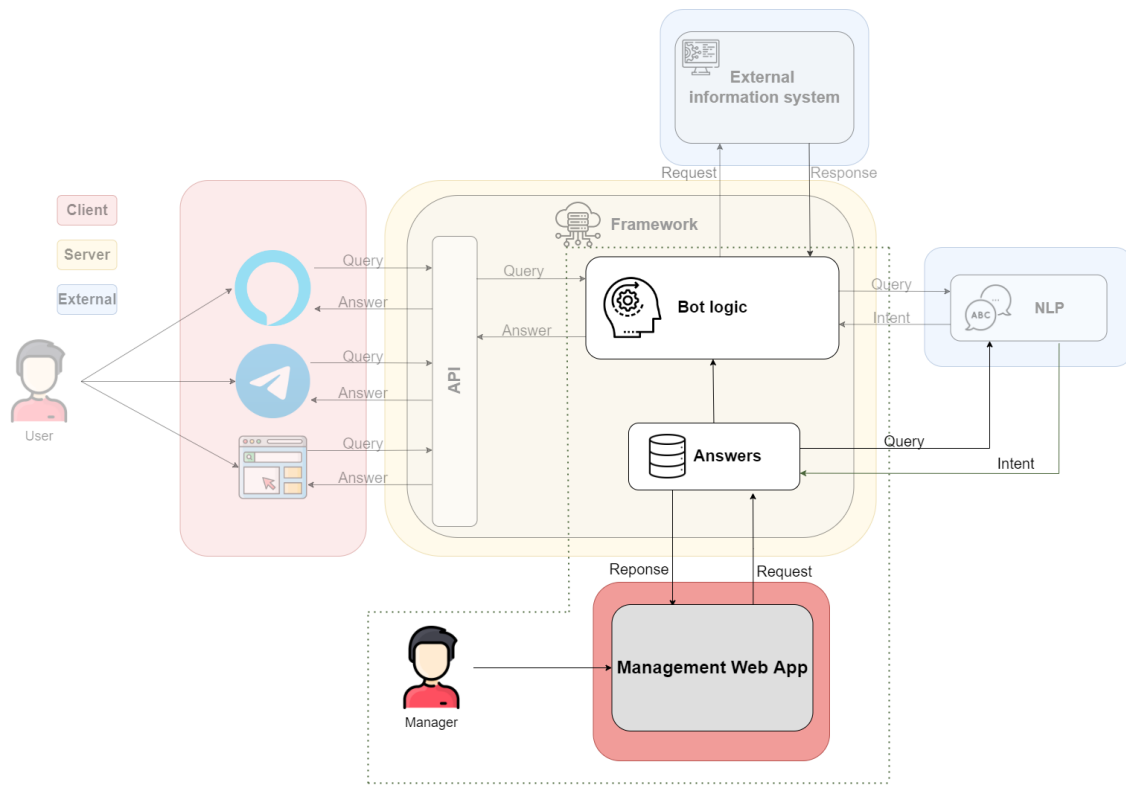 External
information system
Request
Response
Client
Server
External
Framework
Query
Answer
Query
Answer
Query
Answer
API
Query
Answer
Bot logic
Query
Intent
ABC
...
NLP
User
Answers
Query
Intent
Reponse
Request
Management Web App
Manager